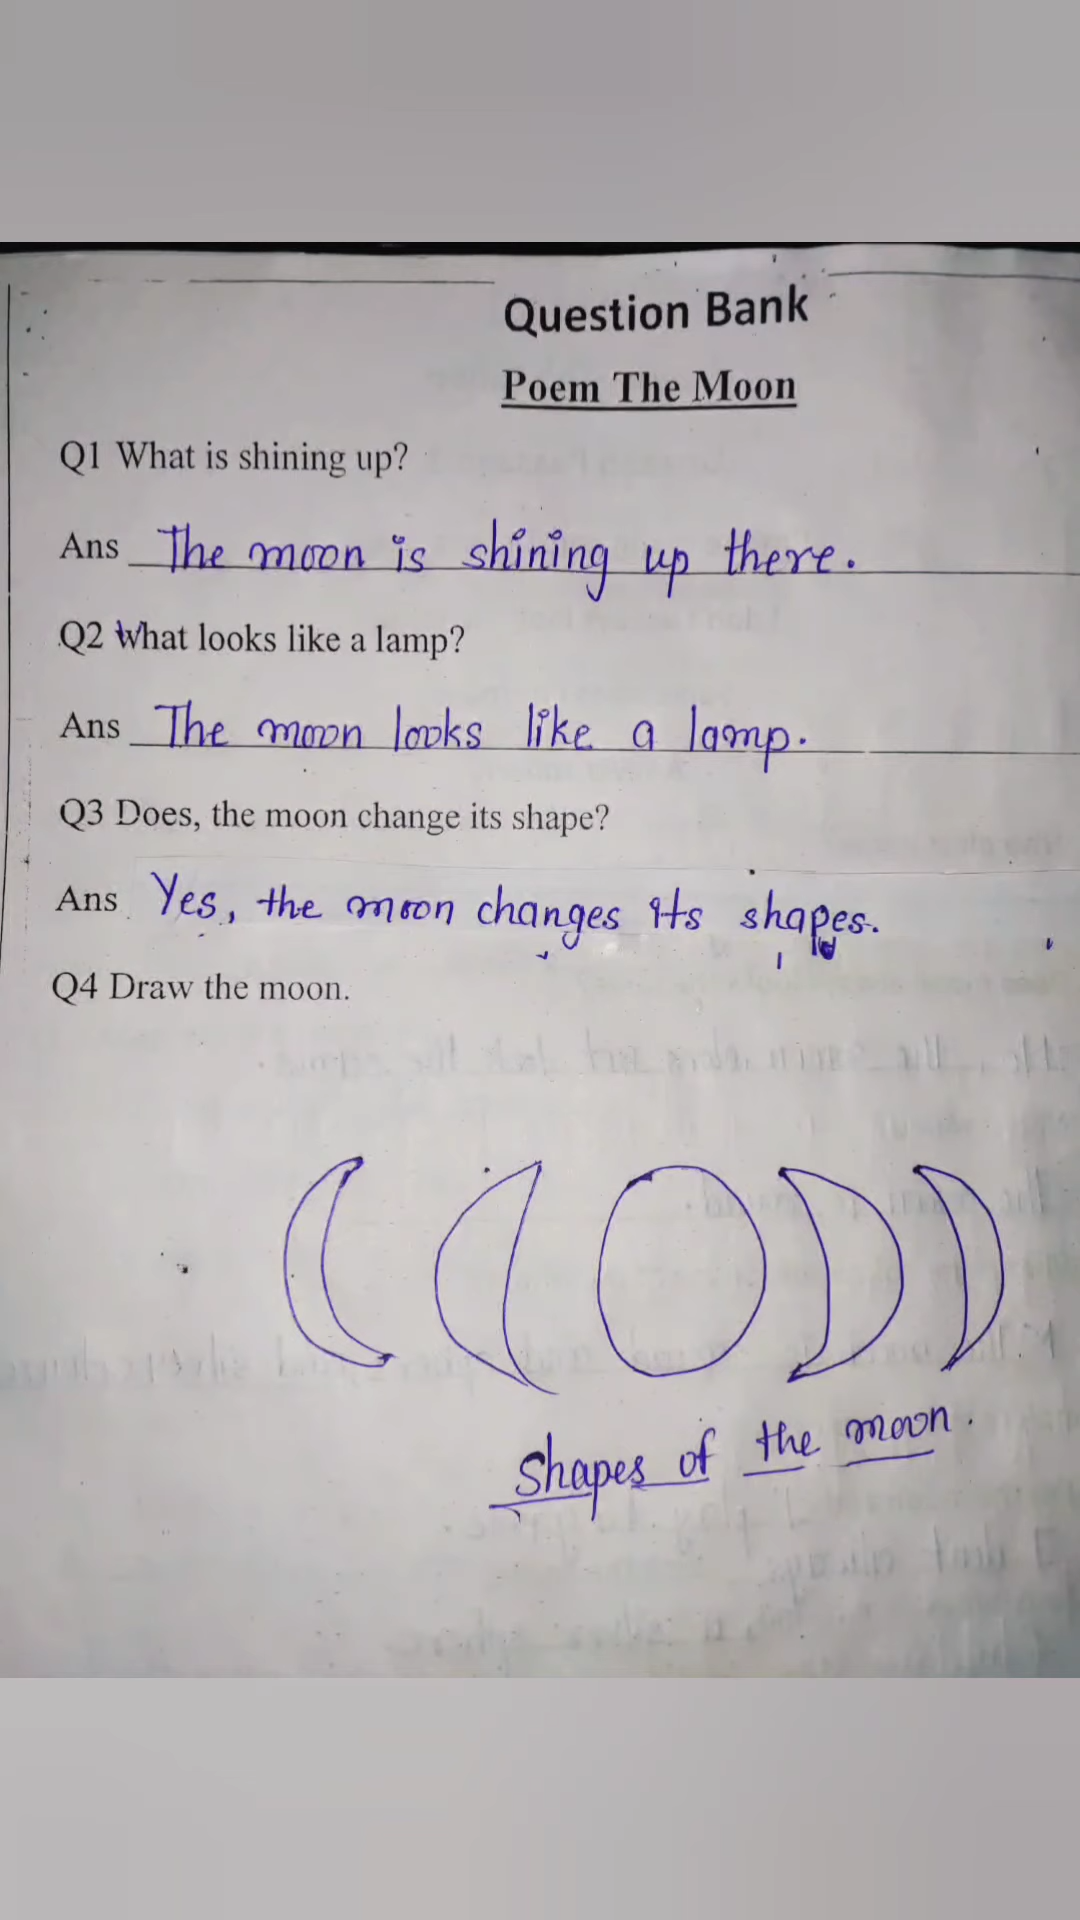 Question Bank
Poem The Moon
Q1 What is shining up?
Ans The moon is shining up there.
Q2 What looks like a lamp?
Ans The moon looks like a lamp.
Q3 Does, the moon change its shape?
Ans Yes, the moon changes its shapes.
Q4 Draw the moon.
Shapes of the moon.